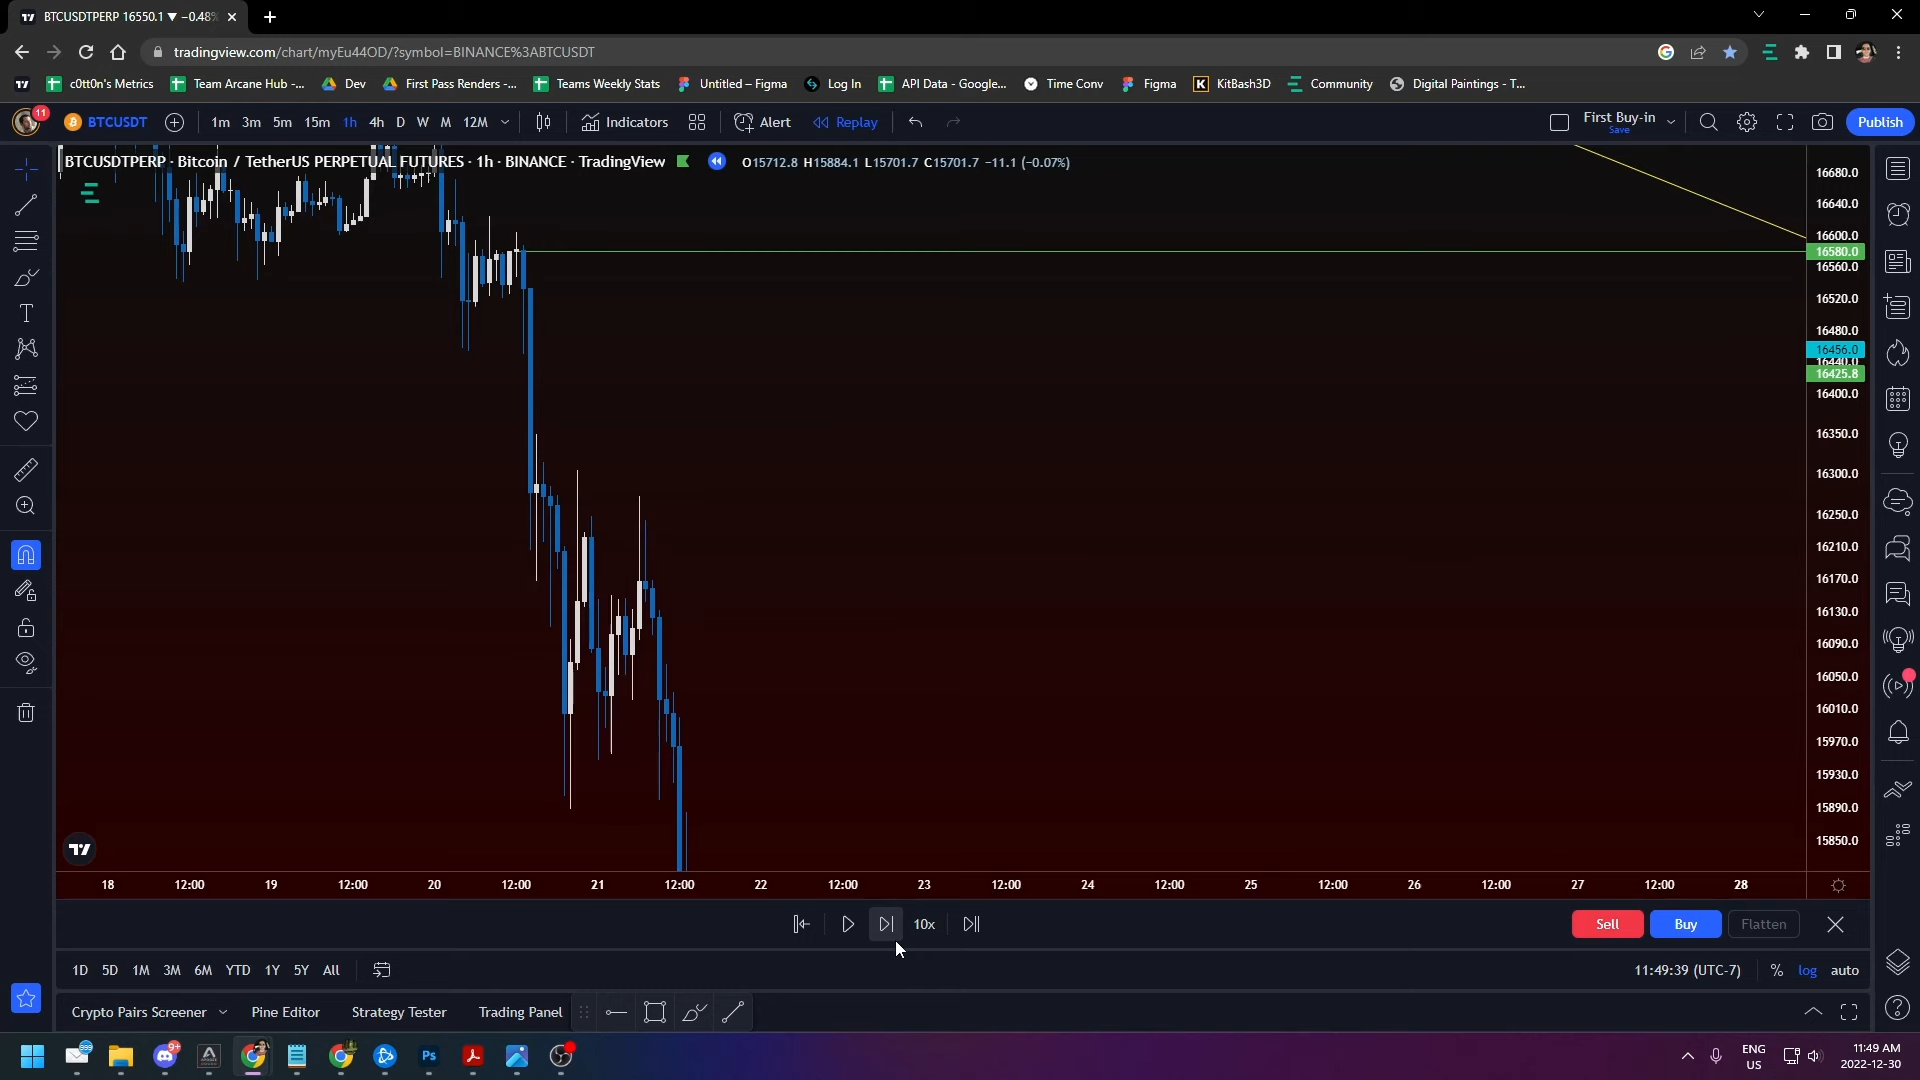 BTCUSDTPERP 16550.1 ▼ −0.48%
tradingview.com/chart/myEu44OD/?symbol=BINANCE%3ABTCUSDT
c0tt0n's Metrics
Team Arcane Hub -...
Dev
First Pass Renders -...
Teams Weekly Stats
Untitled – Figma
Log In
API Data - Google...
Time Conv
Figma
KitBash3D
Community
Digital Paintings - T...
11
BTCUSDT
1m 3m 5m 15m 1h 4h D W M 12M
Indicators
Alert
Replay
First Buy-in
Save
Publish
BTCUSDTPERP · Bitcoin / TetherUS PERPETUAL FUTURES · 1h · BINANCE · TradingView
O15712.8 H15884.1 L15701.7 C15701.7 −11.1 (−0.07%)
16680.0
16640.0
16600.0
16580.0
16560.0
16520.0
16480.0
16456.0
16440.0
16425.8
16400.0
16350.0
16300.0
16250.0
16210.0
16170.0
16130.0
16090.0
16050.0
16010.0
15970.0
15930.0
15890.0
15850.0
18 12:00 19 12:00 20 12:00 21 12:00 22 12:00 23 12:00 24 12:00 25 12:00 26 12:00 27 12:00 28
10x
Sell
Buy
Flatten
1D 5D 1M 3M 6M YTD 1Y 5Y All
11:49:39 (UTC-7)
% log auto
Crypto Pairs Screener
Pine Editor
Strategy Tester
Trading Panel
999
9+
Ps
ENG
US
11:49 AM
2022-12-30